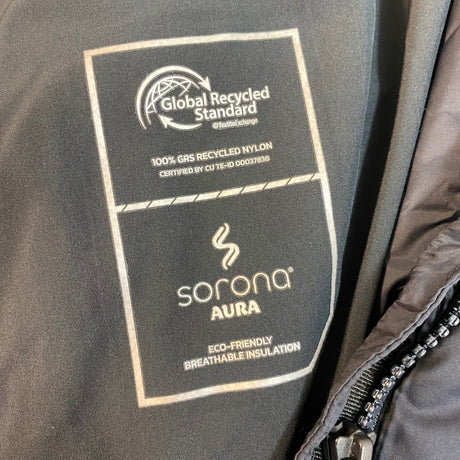 Global Recycled
Standard
©TextileExchange
100% GRS RECYCLED NYLON
CERTIFIED BY CU TE-ID 00037838
sorona®
AURA
ECO-FRIENDLY
BREATHABLE INSULATION